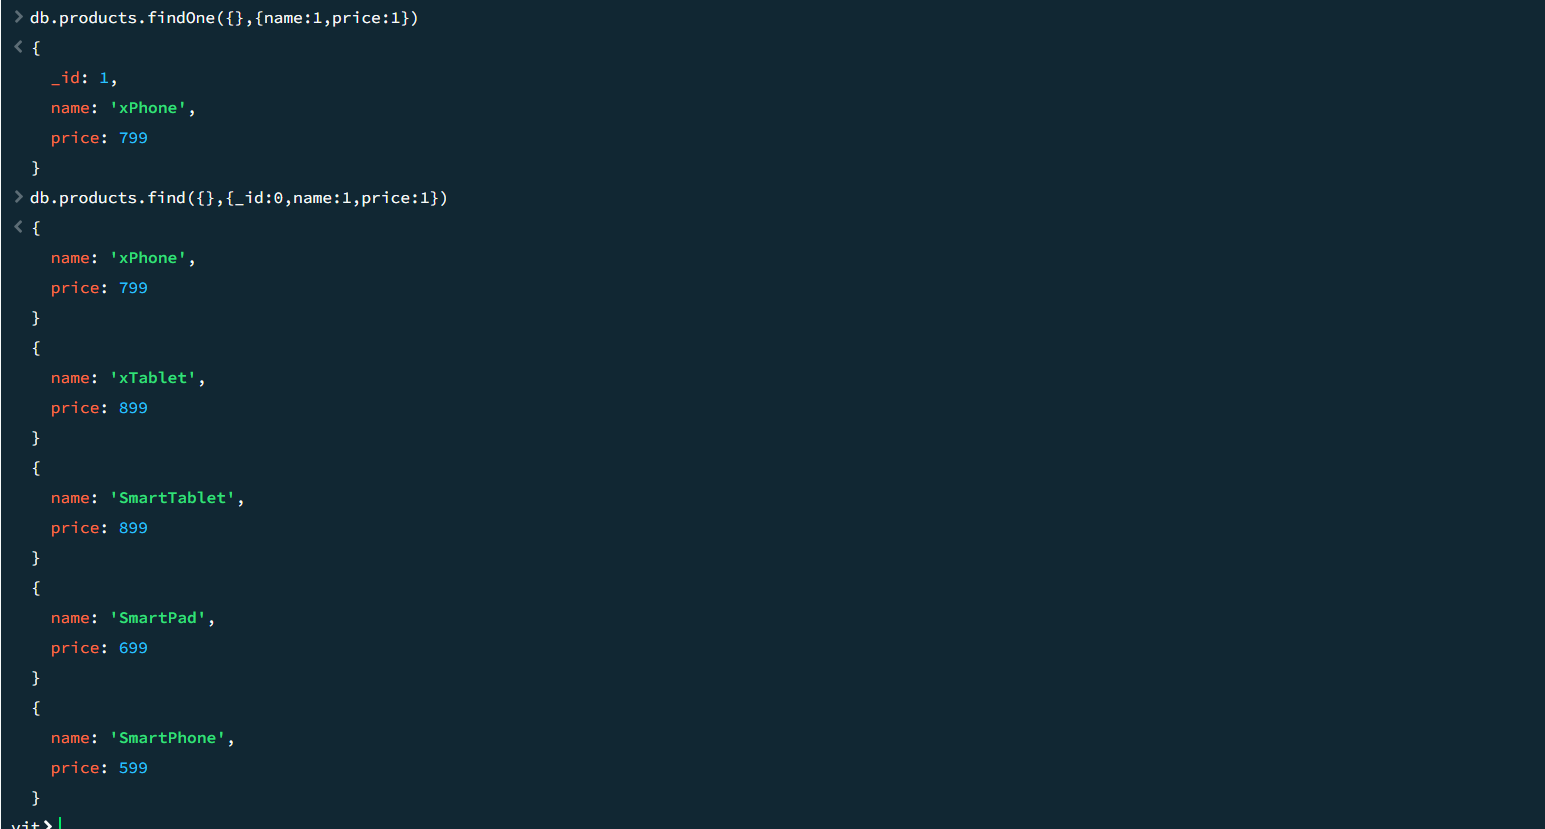 > db.products.findOne({},{name:1,price:1})
< {
_id: 1,
name: 'xPhone',
price: 799
}
> db.products.find({},{_id:0,name:1,price:1})
< {
name: 'xPhone',
price: 799
}
{
name: 'xTablet',
price: 899
}
{
name: 'SmartTablet',
price: 899
}
{
name: 'SmartPad',
price: 699
}
{
name: 'SmartPhone',
price: 599
}
vit>